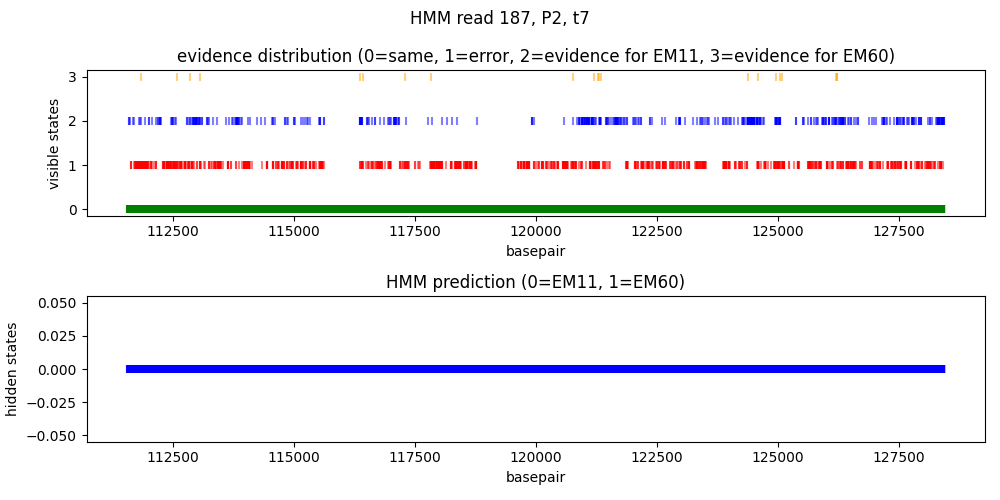 HMM read 187, P2, t7
evidence distribution (0=same, 1=error, 2=evidence for EM11, 3=evidence for EM60)
visible states
3
2
1
0
112500 115000 117500 120000 122500 125000 127500
basepair
HMM prediction (0=EM11, 1=EM60)
hidden states
0.050
0.025
0.000
−0.025
−0.050
112500 115000 117500 120000 122500 125000 127500
basepair